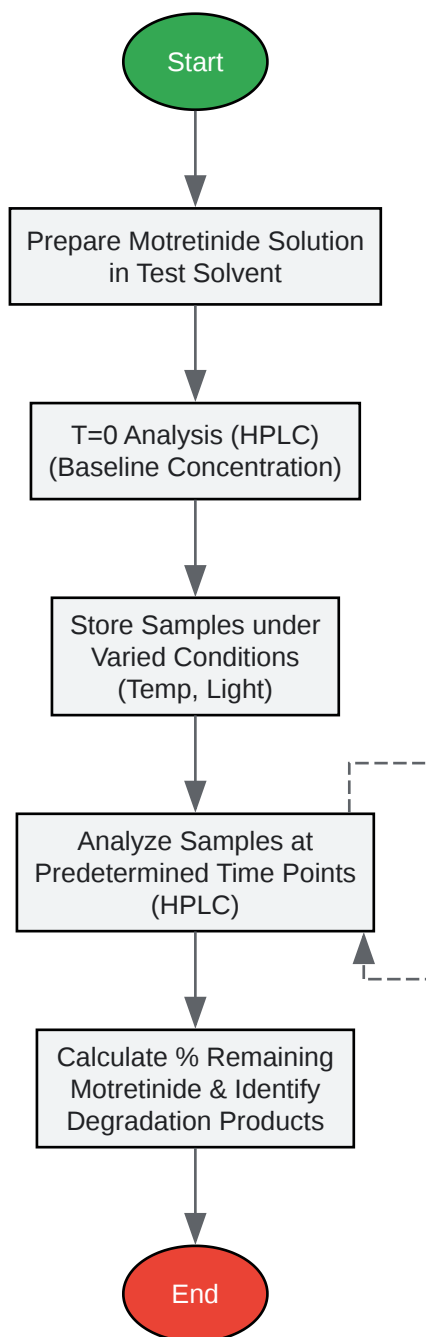 Start
Prepare Motretinide Solution
in Test Solvent
T=0 Analysis (HPLC)
(Baseline Concentration)
Store Samples under
Varied Conditions
(Temp, Light)
Analyze Samples at
Predetermined Time Points
(HPLC)
Calculate % Remaining
Motretinide & Identify
Degradation Products
End